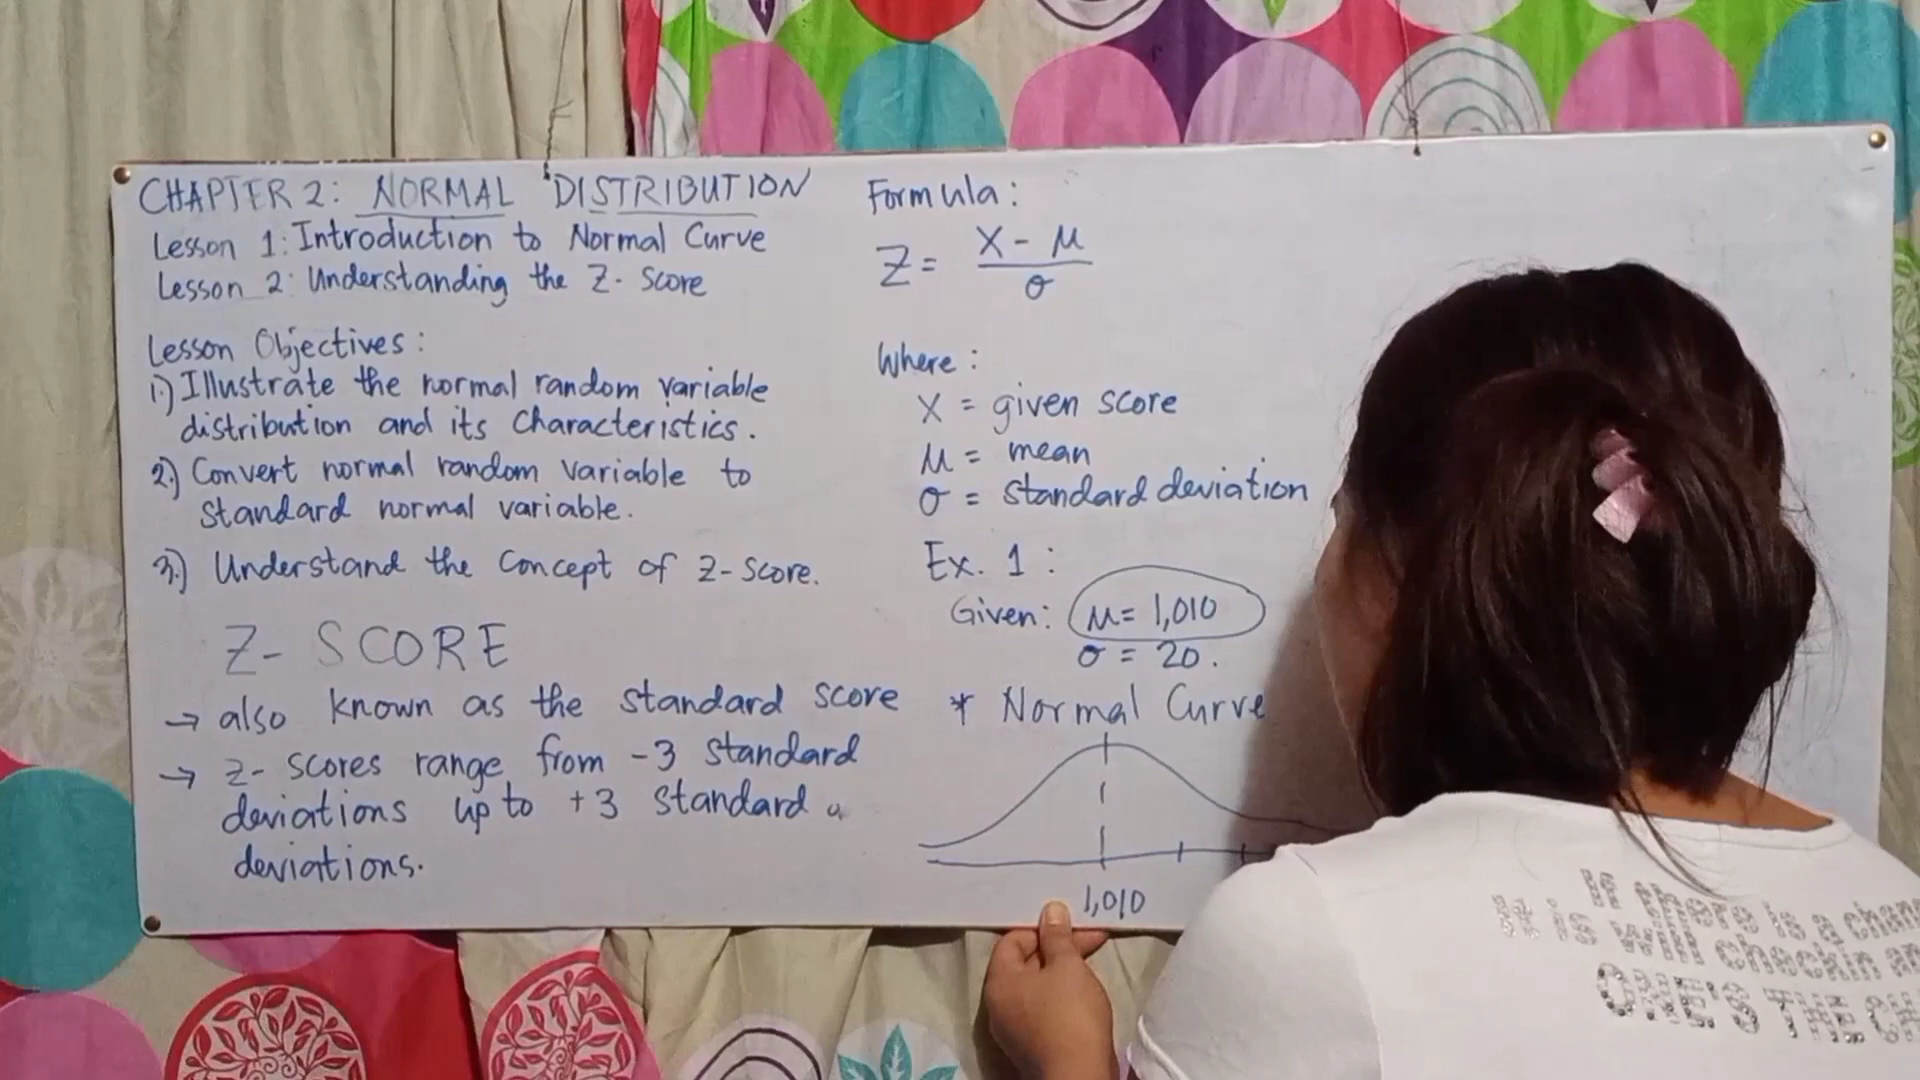 CHAPTER 2: NORMAL DISTRIBUTION
Lesson 1: Introduction to Normal Curve
Lesson 2: Understanding the Z-Score
Lesson Objectives:
1.) Illustrate the normal random variable
distribution and its characteristics.
2.) Convert normal random variable to
standard normal variable.
3.) Understand the concept of z-score.
Z-SCORE
→ also known as the standard score
→ z-scores range from -3 standard
deviations up to +3 standard
deviations.
Formula:
Z = X - μ
σ
Where:
X = given score
μ = mean
σ = standard deviation
Ex. 1:
Given: μ = 1,010
σ = 20.
* Normal Curve
1,010
is a
ONE'S THE